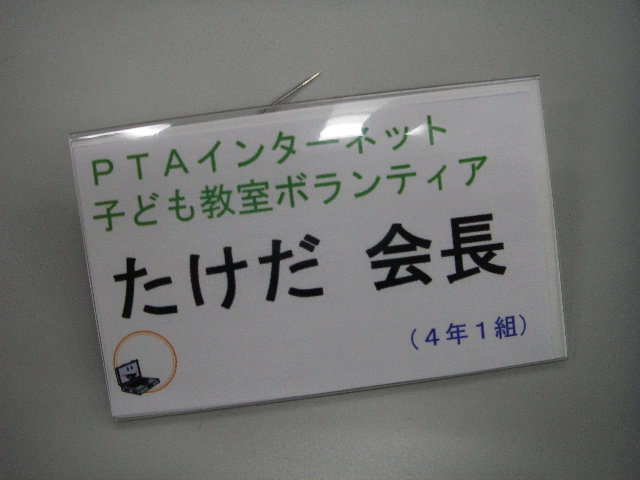 ＰＴＡインターネット
子ども教室ボランティア
たけだ　会長
（４年１組）